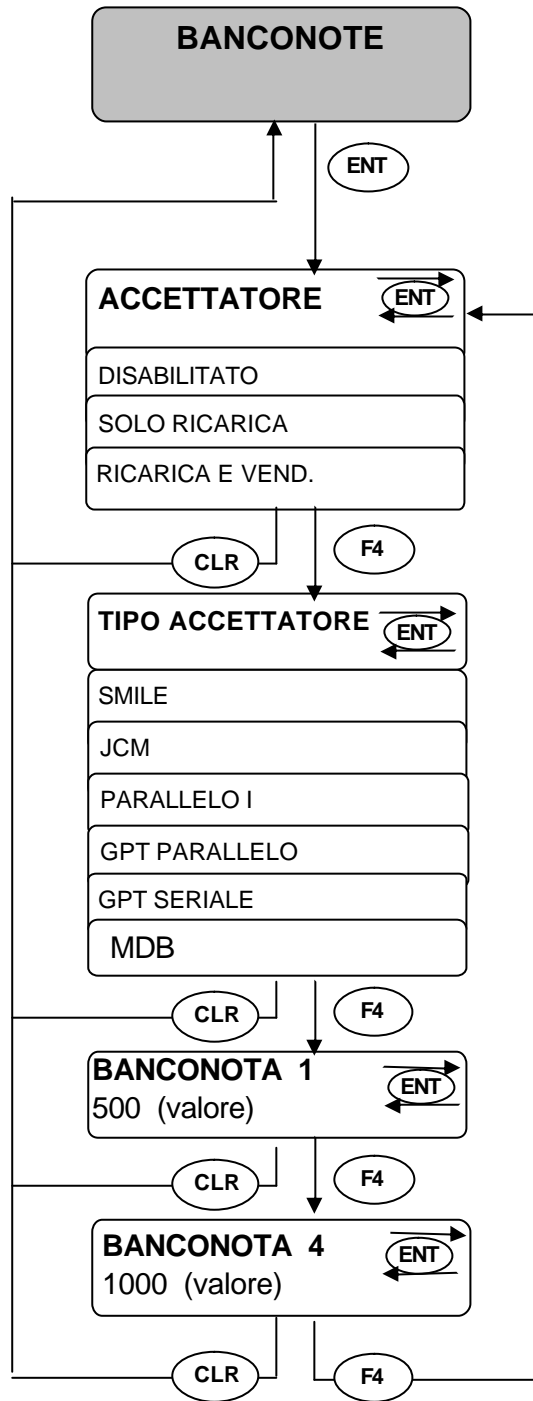 BANCONOTE
ENT
ACCETTATORE
ENT
DISABILITATO
SOLO RICARICA
RICARICA E VEND.
CLR
F4
TIPO ACCETTATORE
ENT
SMILE
JCM
PARALLELO I
GPT PARALLELO
GPT SERIALE
MDB
CLR
F4
BANCONOTA 1
ENT
500 (valore)
CLR
F4
BANCONOTA 4
ENT
1000 (valore)
CLR
F4